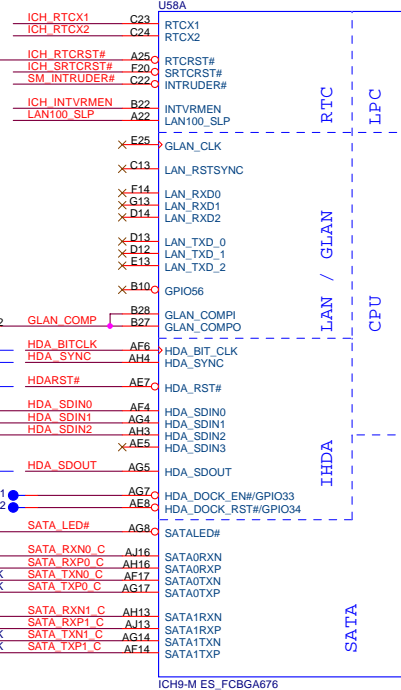 U58A
ICH_RTCX1 C23 RTCX1
ICH_RTCX2 C24 RTCX2
ICH_RTCRST# A25 RTCRST#
ICH_SRTCRST# F20 SRTCRST#
SM_INTRUDER# C22 INTRUDER#
ICH_INTVRMEN B22 INTVRMEN
LAN100_SLP A22 LAN100_SLP
RTC
LPC
E25 GLAN_CLK
C13 LAN_RSTSYNC
F14 LAN_RXD0
G13 LAN_RXD1
D14 LAN_RXD2
D13 LAN_TXD_0
D12 LAN_TXD_1
E13 LAN_TXD_2
B10 GPIO56
B28 GLAN_COMPI
2 GLAN_COMP B27 GLAN_COMPO
LAN / GLAN
CPU
HDA_BITCLK AF6 HDA_BIT_CLK
HDA_SYNC AH4 HDA_SYNC
HDARST# AE7 HDA_RST#
HDA_SDIN0 AF4 HDA_SDIN0
HDA_SDIN1 AG4 HDA_SDIN1
HDA_SDIN2 AH3 HDA_SDIN2
AE5 HDA_SDIN3
HDA_SDOUT AG5 HDA_SDOUT
1 AG7 HDA_DOCK_EN#/GPIO33
2 AE8 HDA_DOCK_RST#/GPIO34
IHDA
SATA_LED# AG8 SATALED#
SATA_RXN0_C AJ16 SATA0RXN
SATA_RXP0_C AH16 SATA0RXP
K SATA_TXN0_C AF17 SATA0TXN
K SATA_TXP0_C AG17 SATA0TXP
SATA_RXN1_C AH13 SATA1RXN
SATA_RXP1_C AJ13 SATA1RXP
K SATA_TXN1_C AG14 SATA1TXN
K SATA_TXP1_C AF14 SATA1TXP
SATA
ICH9-M ES_FCBGA676